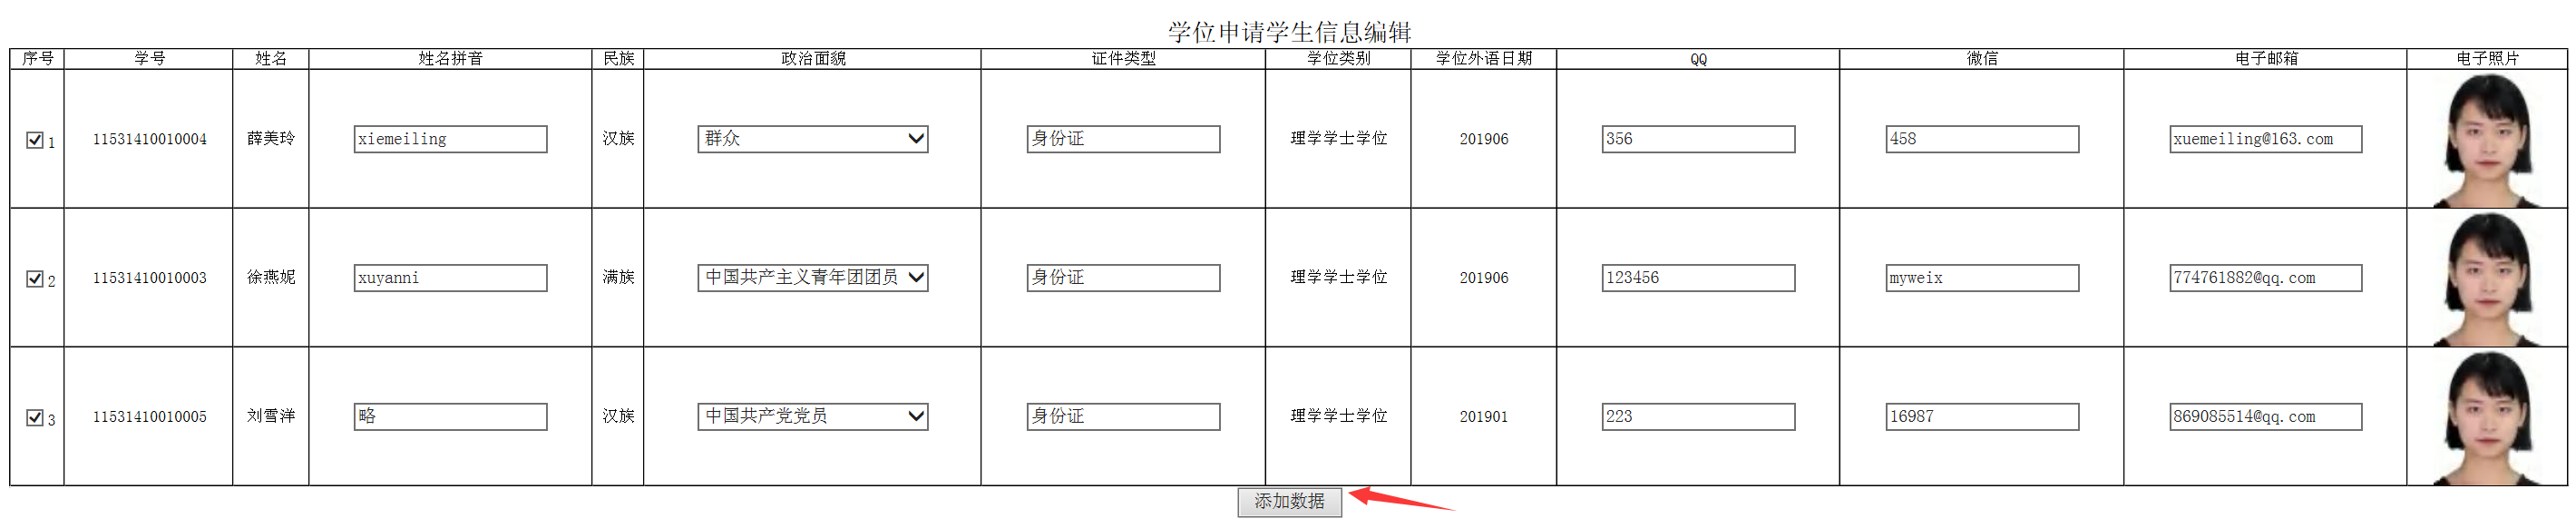 学位申请学生信息编辑
序号 学号 姓名 姓名拼音 民族 政治面貌 证件类型 学位类别 学位外语日期 QQ 微信 电子邮箱 电子照片
1 11531410010004 薛美玲 xiemeiling 汉族 群众 身份证 理学学士学位 201906 356 458 xuemeiling@163.com
2 11531410010003 徐燕妮 xuyanni 满族 中国共产主义青年团团员 身份证 理学学士学位 201906 123456 myweix 774761882@qq.com
3 11531410010005 刘雪洋 略 汉族 中国共产党党员 身份证 理学学士学位 201901 223 16987 869085514@qq.com
添加数据